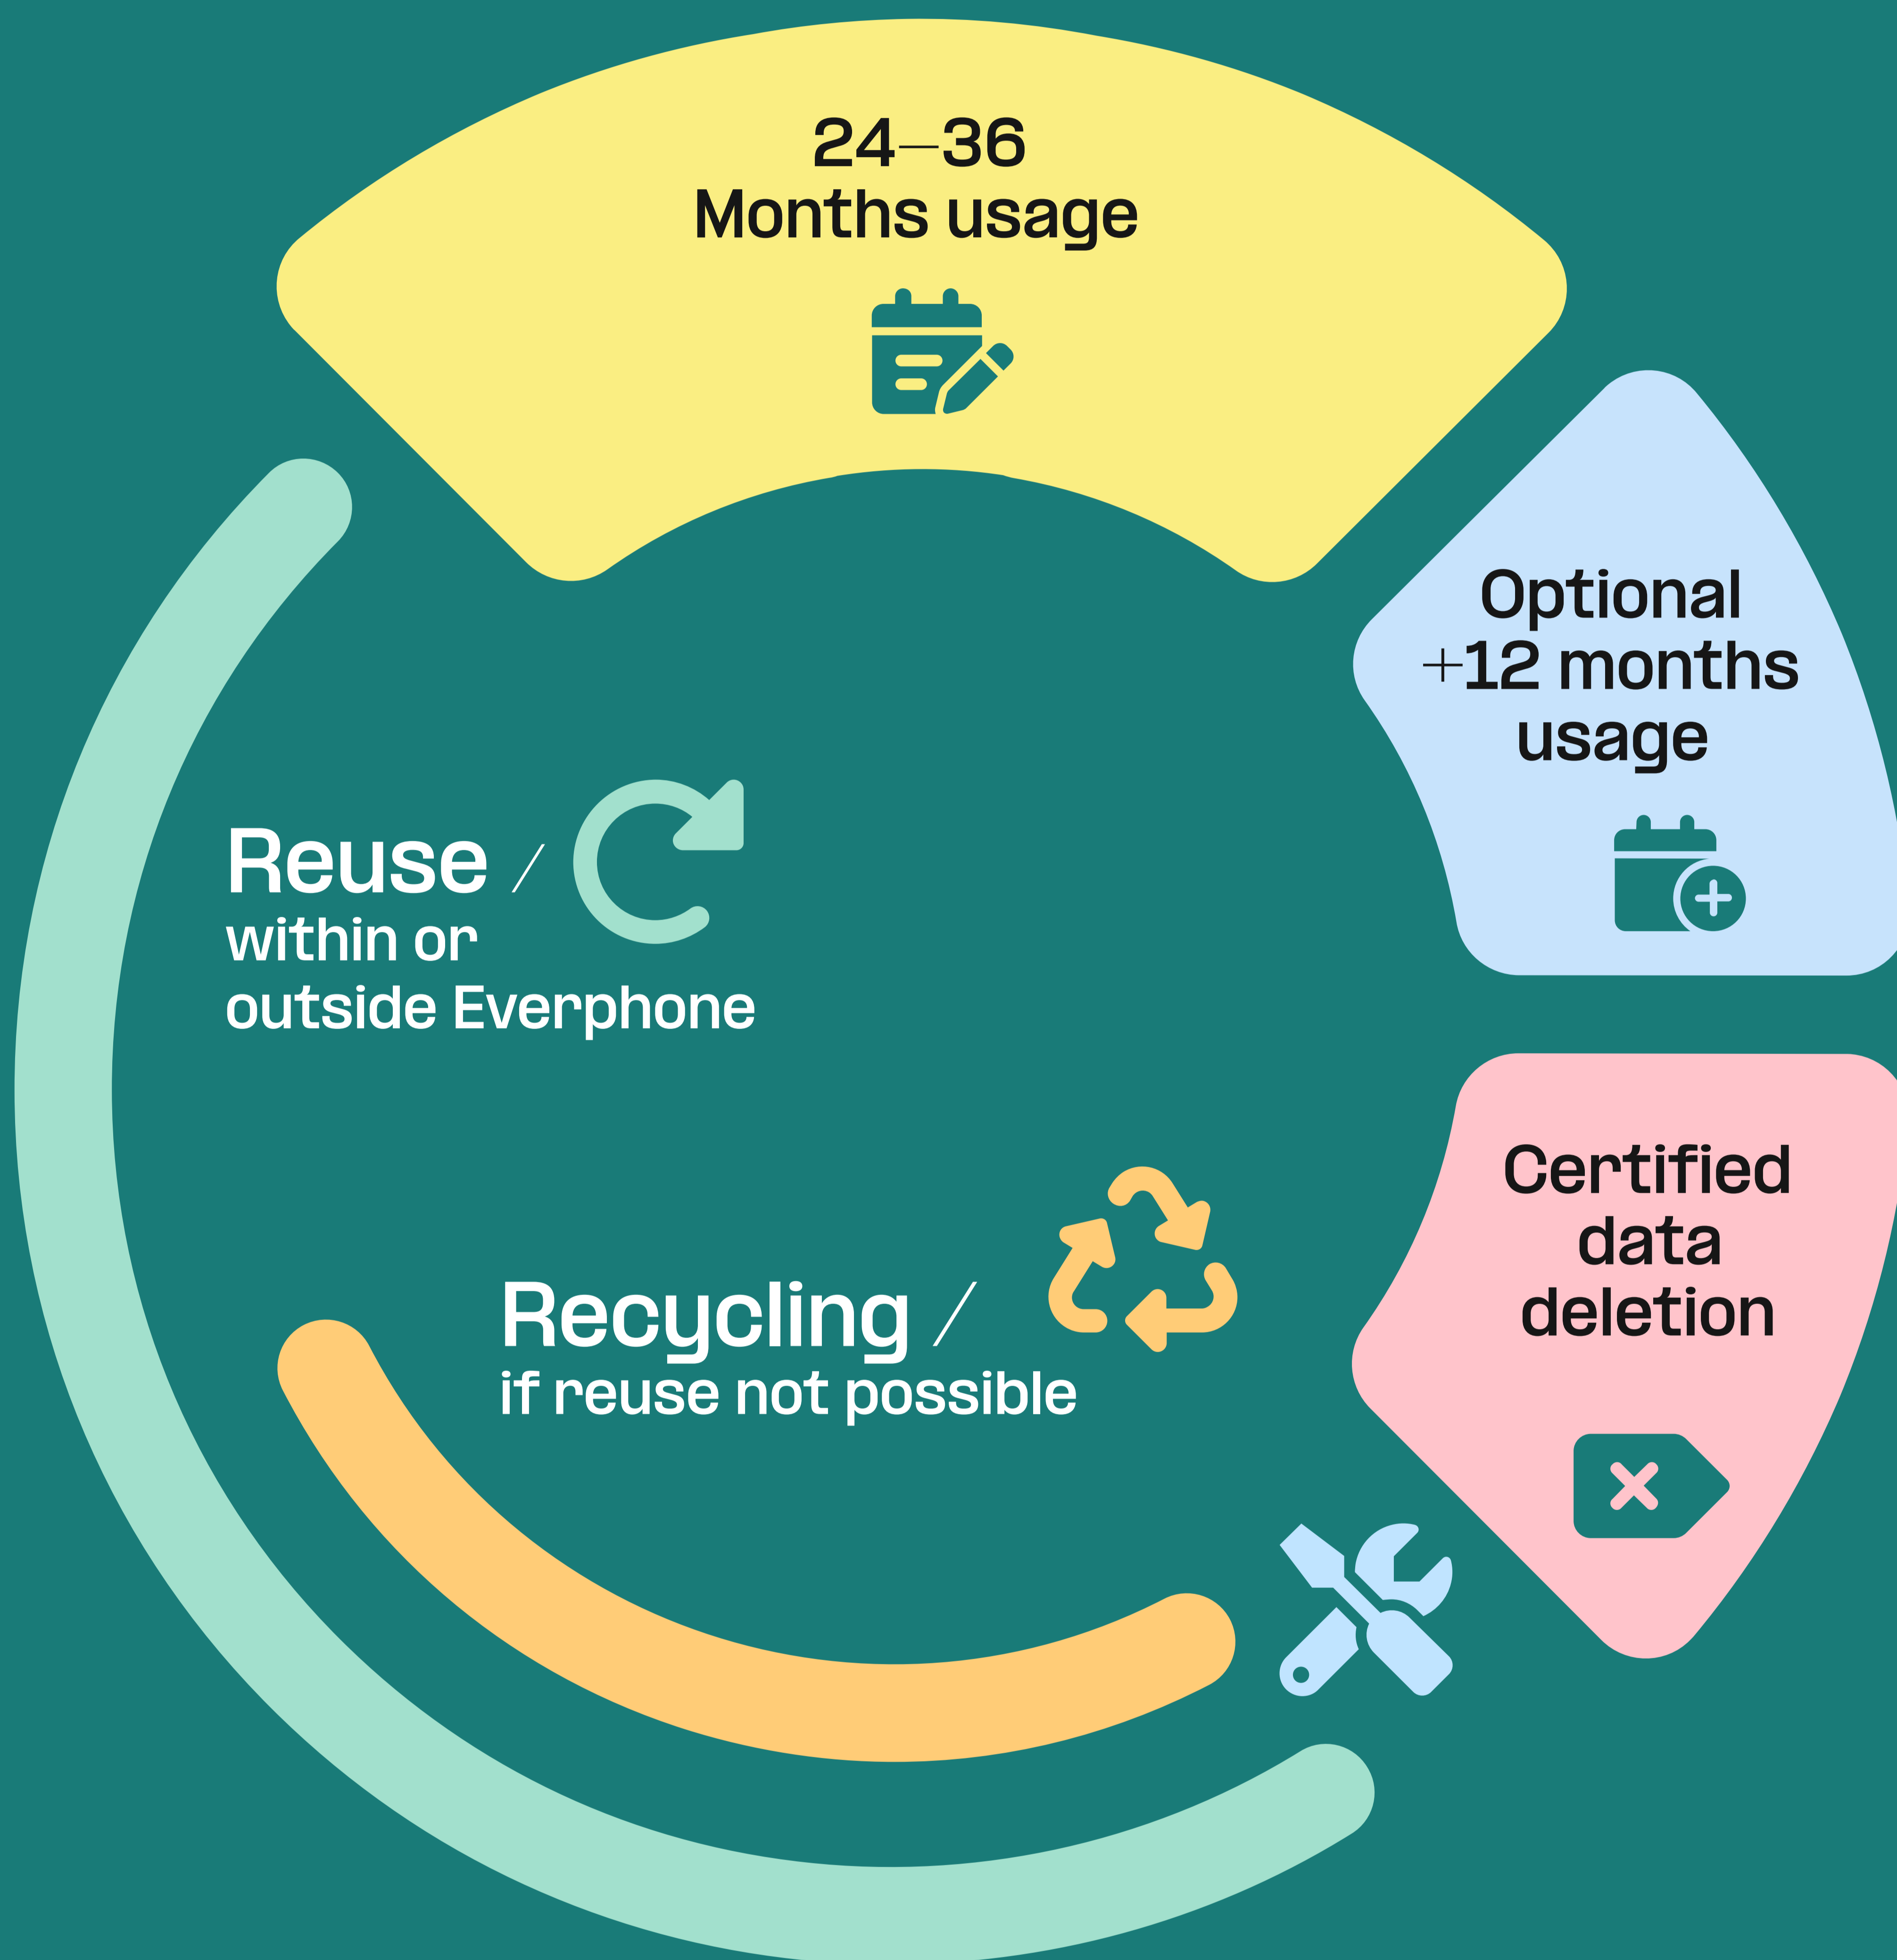 24—36
Months usage
Optional
+12 months
usage
Reuse /
within or
outside Everphone
Certified
data
deletion
Recycling /
if reuse not possible